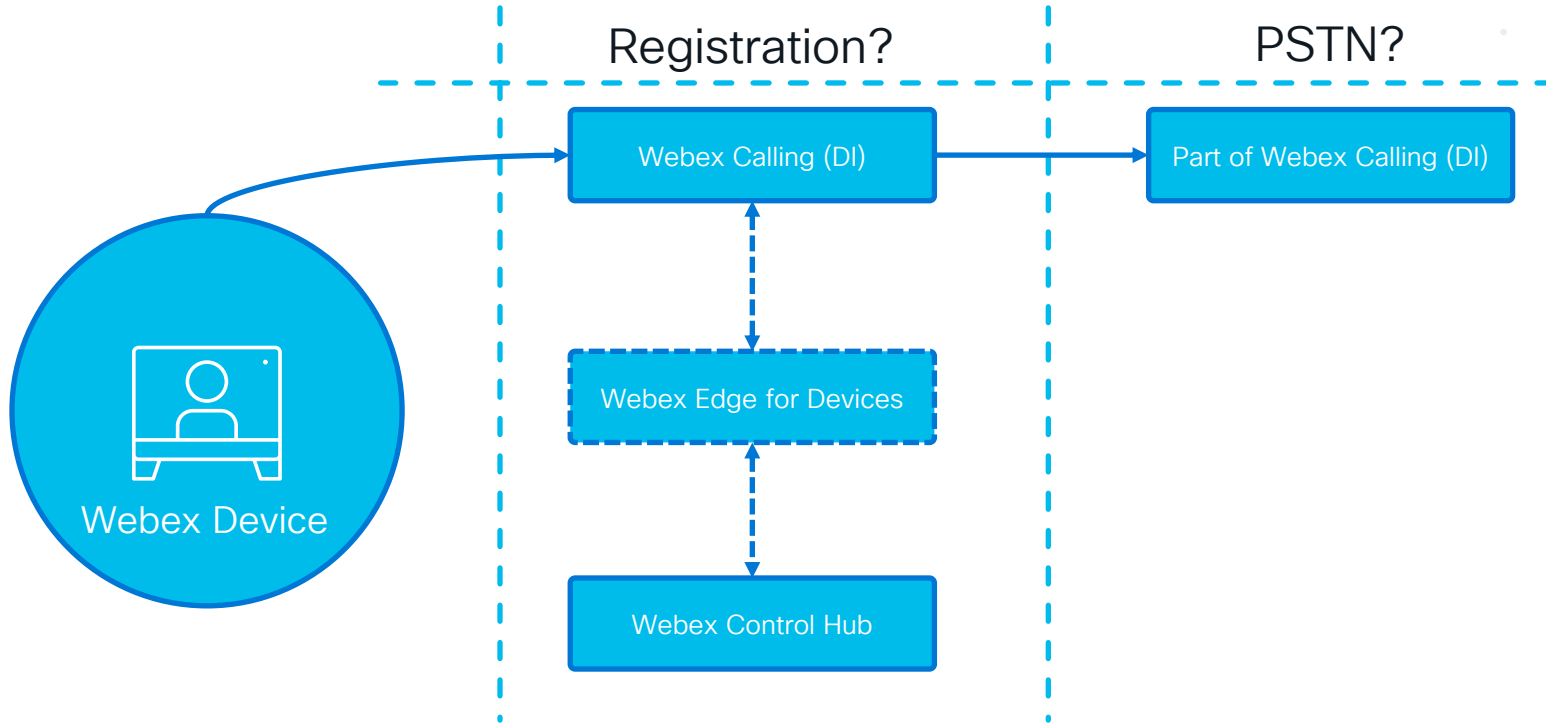 Registration?
PSTN?
Webex Calling (DI)
Part of Webex Calling (DI)
Webex Edge for Devices
Webex Device
Webex Control Hub